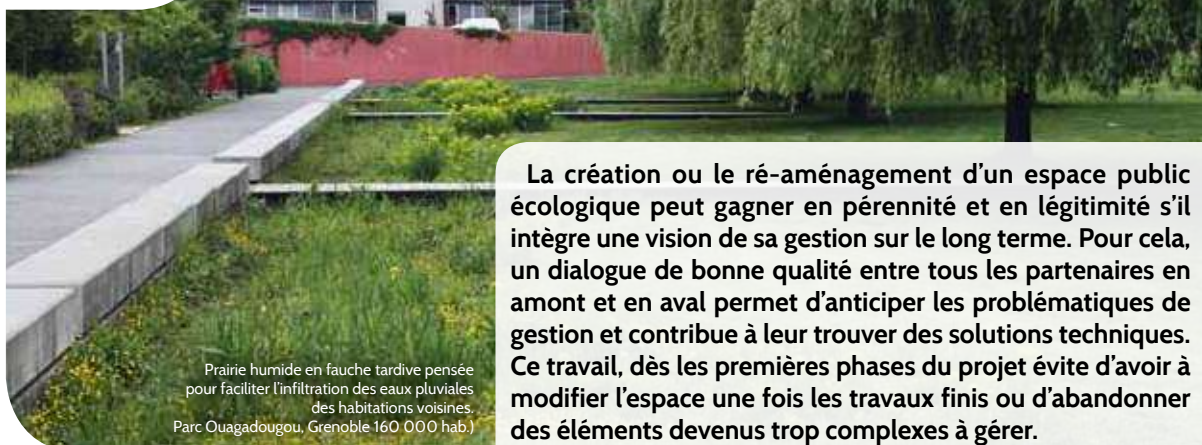 La création ou le ré-aménagement d'un espace public
écologique peut gagner en pérennité et en légitimité s'il
intègre une vision de sa gestion sur le long terme. Pour cela,
un dialogue de bonne qualité entre tous les partenaires en
amont et en aval permet d'anticiper les problématiques de
gestion et contribue à leur trouver des solutions techniques.
Ce travail, dès les premières phases du projet évite d'avoir à
modifier l'espace une fois les travaux finis ou d'abandonner
des éléments devenus trop complexes à gérer.
Prairie humide en fauche tardive pensée
pour faciliter l'infiltration des eaux pluviales
des habitations voisines.
Parc Ouagadougou, Grenoble 160 000 hab.)